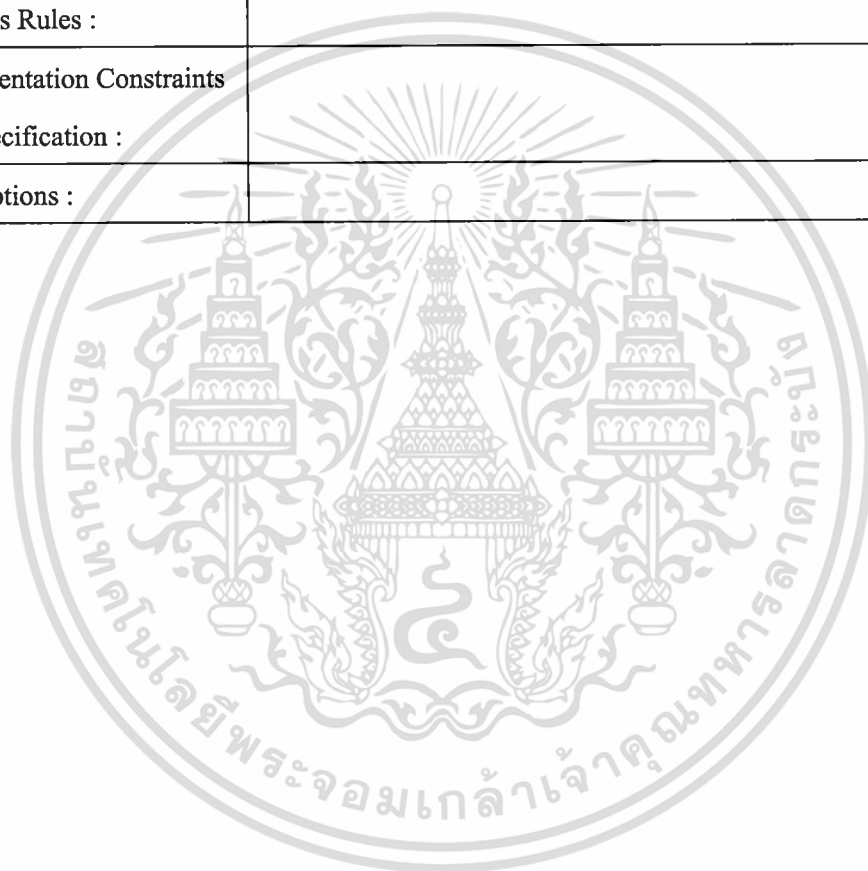 s Rules :
entation Constraints
cification :
otions :
สถาบันเทคโนโลยีพระจอมเกล้าเจ้าคุณทหารลาดกระบัง